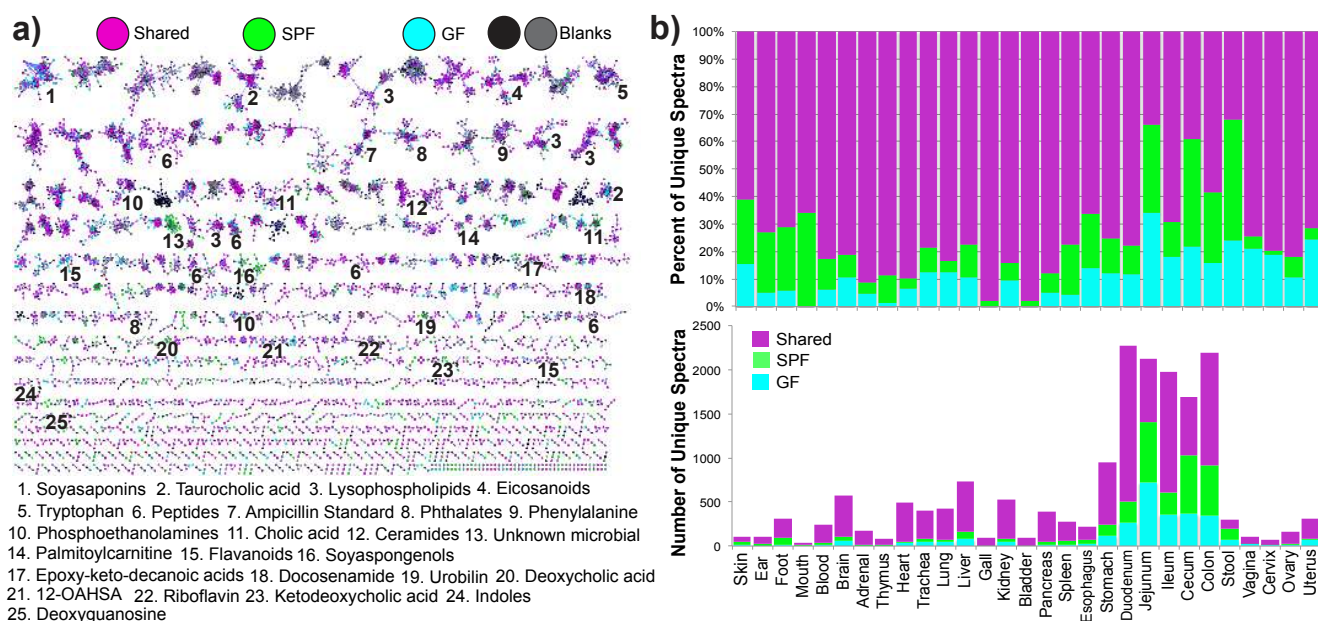 a)
Shared SPF GF Blanks
1 2 3 4 5
6 7 8 9 3 3
10 11 12 2
13 3 6 14 11
15 6 16 6 17
18
8 10 19 6
20 21 22
23 15
24
25
1. Soyasaponins 2. Taurocholic acid 3. Lysophospholipids 4. Eicosanoids
5. Tryptophan 6. Peptides 7. Ampicillin Standard 8. Phthalates 9. Phenylalanine
10. Phosphoethanolamines 11. Cholic acid 12. Ceramides 13. Unknown microbial
14. Palmitoylcarnitine 15. Flavanoids 16. Soyaspongenols
17. Epoxy-keto-decanoic acids 18. Docosenamide 19. Urobilin 20. Deoxycholic acid
21. 12-OAHSA 22. Riboflavin 23. Ketodeoxycholic acid 24. Indoles
25. Deoxyguanosine
b)
Percent of Unique Spectra
100%
90%
80%
70%
60%
50%
40%
30%
20%
10%
0%
Number of Unique Spectra
2500
2000
1500
1000
500
0
Shared
SPF
GF
Skin
Ear
Foot
Mouth
Blood
Brain
Adrenal
Thymus
Heart
Trachea
Lung
Liver
Gall
Kidney
Bladder
Pancreas
Spleen
Esophagus
Stomach
Duodenum
Jejunum
Ileum
Cecum
Colon
Stool
Vagina
Cervix
Ovary
Uterus